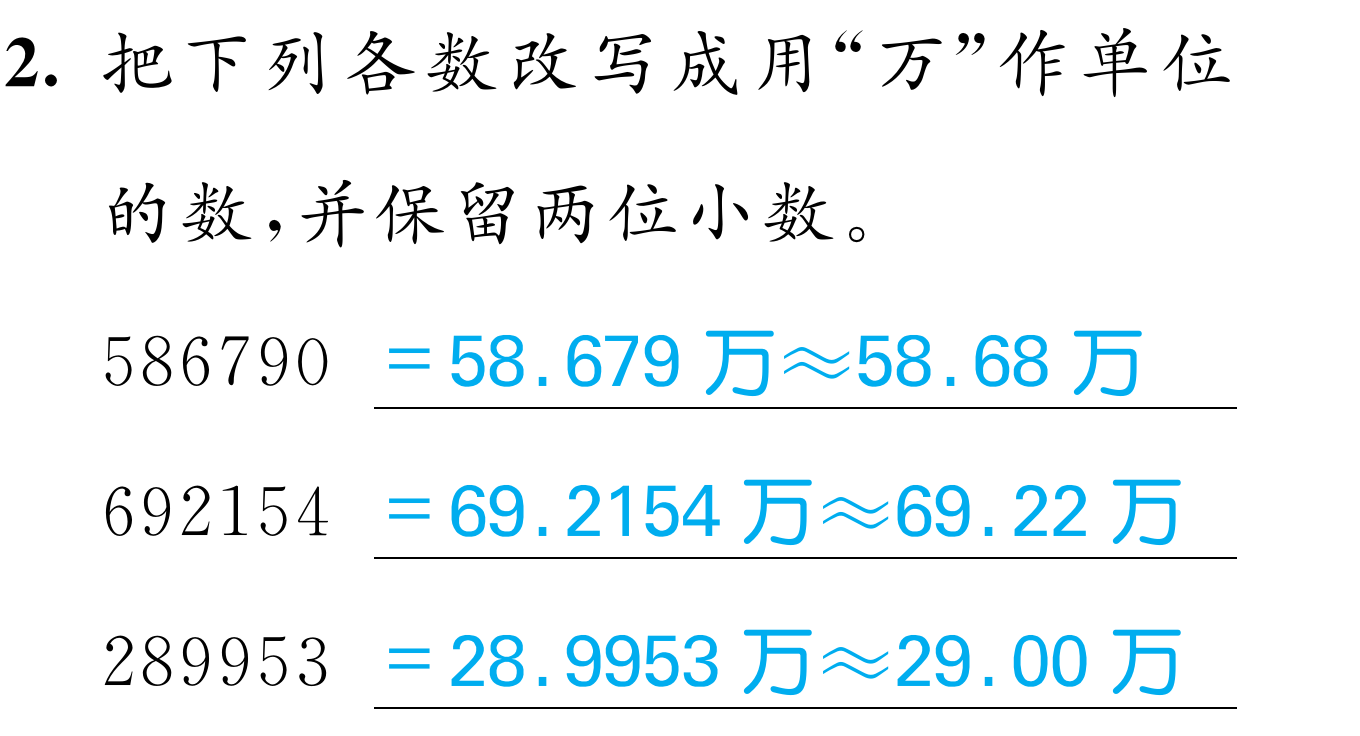 2. 把下列各数改写成用“万”作单位
的数,并保留两位小数。
586790 =58.679万≈58.68万
692154 =69.2154万≈69.22万
289953 =28.9953万≈29.00万